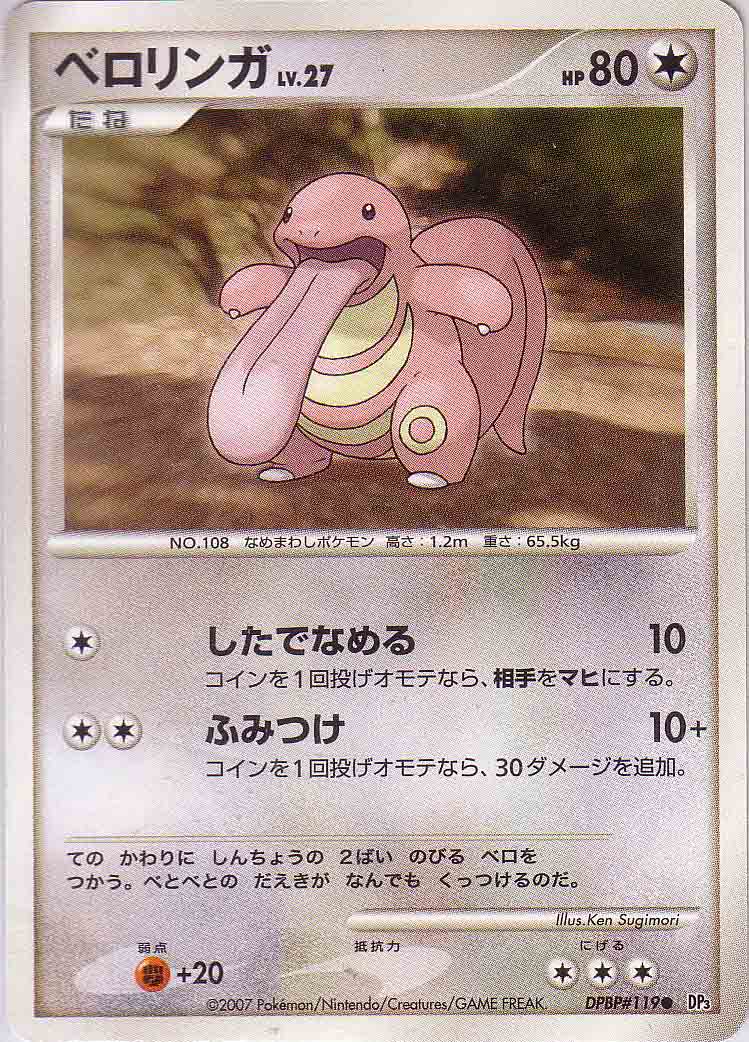 ベロリンガ LV.27 HP 80
たね
NO.108 なめまわしポケモン 高さ：1.2m 重さ：65.5kg
したでなめる 10
コインを1回投げオモテなら、相手をマヒにする。
ふみつけ 10+
コインを1回投げオモテなら、30ダメージを追加。
ての かわりに しんちょうの 2ばい のびる ベロを
つかう。べとべとの だえきが なんでも くっつけるのだ。
Illus.Ken Sugimori
弱点 抵抗力 にげる
+20
©2007 Pokémon/Nintendo/Creatures/GAME FREAK. DPBP#119● DP3